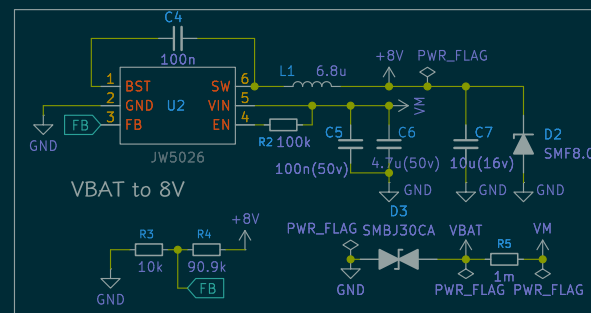 C4
100n
1 BST SW 6
2 GND U2 VIN 5
3 FB EN 4
FB
GND
JW5026
L1 6.8u
+8V PWR_FLAG
VM
R2 100k
C5
100n(50v)
C6
4.7u(50v)
C7
10u(16v)
D2
SMF8.0
GND
GND
GND
VBAT to 8V
R3
10k
R4
90.9k
+8V
GND
FB
D3
PWR_FLAG SMBJ30CA
GND
VBAT
PWR_FLAG
R5
1m
VM
PWR_FLAG